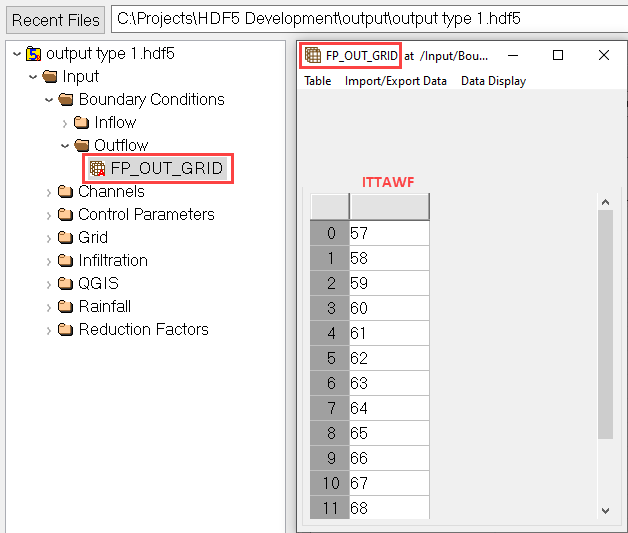 Recent Files C:\Projects\HDF5 Development\output\output type 1.hdf5
output type 1.hdf5
Input
Boundary Conditions
Inflow
Outflow
FP_OUT_GRID
Channels
Control Parameters
Grid
Infiltration
QGIS
Rainfall
Reduction Factors
FP_OUT_GRID at /Input/Bou...
Table Import/Export Data Data Display
ITTAWF
0 57
1 58
2 59
3 60
4 61
5 62
6 63
7 64
8 65
9 66
10 67
11 68